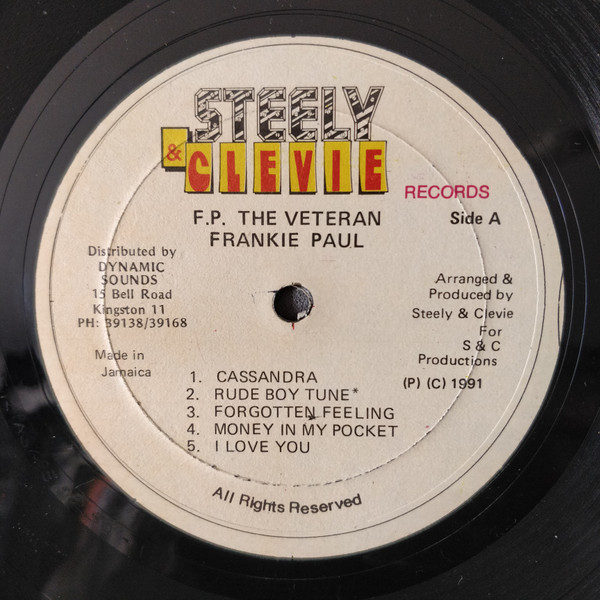 STEELY
& CLEVIE
RECORDS
F.P. THE VETERAN
FRANKIE PAUL
Side A
Distributed by
DYNAMIC
SOUNDS
15 Bell Road
Kingston 11
PH: 39138/39168
Made in
Jamaica
Arranged &
Produced by
Steely & Clevie
For
S & C
Productions
(P) (C) 1991
1. CASSANDRA
2. RUDE BOY TUNE*
3. FORGOTTEN FEELING
4. MONEY IN MY POCKET
5. I LOVE YOU
All Rights Reserved